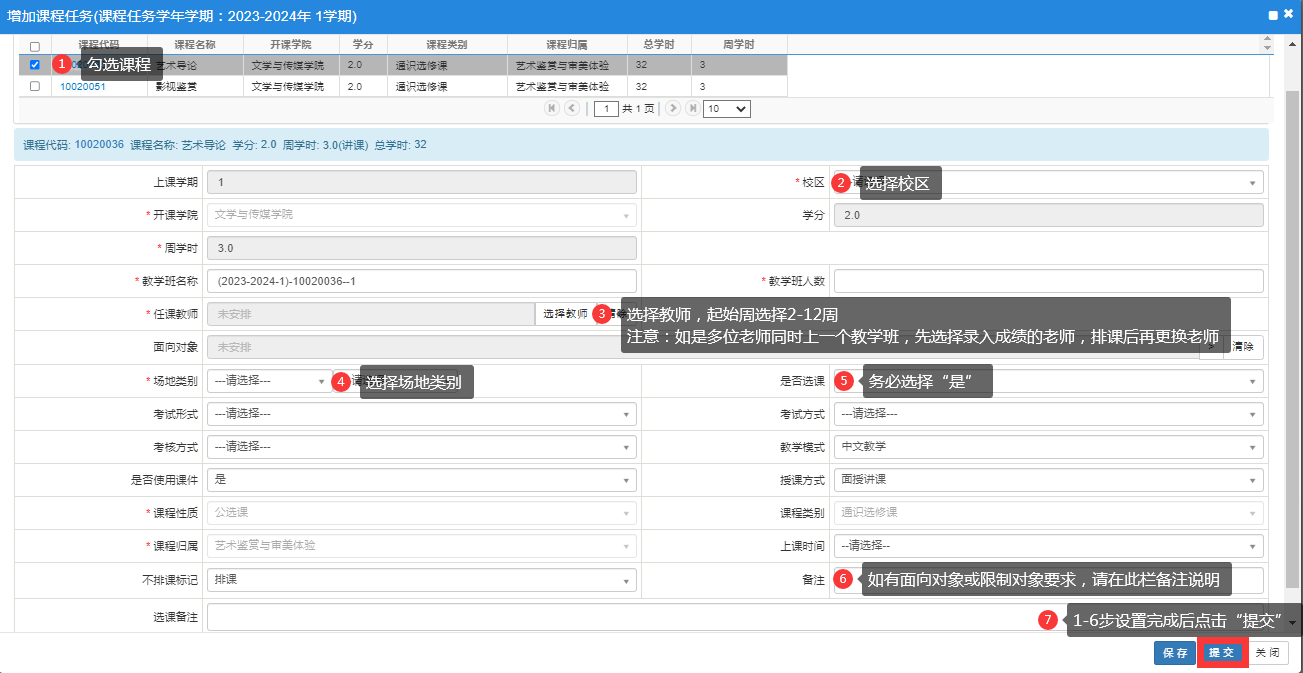 增加课程任务(课程任务学年学期：2023-2024年 1学期)
课程代码 课程名称 开课学院 学分 课程类别 课程归属 总学时 周学时
1 勾选课程 艺术导论 文学与传媒学院 2.0 通识选修课 艺术鉴赏与审美体验 32 3
10020051 影视鉴赏 文学与传媒学院 2.0 通识选修课 艺术鉴赏与审美体验 32 3
1 共 1 页 10
课程代码: 10020036 课程名称: 艺术导论 学分: 2.0 周学时: 3.0(讲课) 总学时: 32
上课学期 1 * 校区 2 选择校区
* 开课学院 文学与传媒学院 学分 2.0
* 周学时 3.0
* 教学班名称 (2023-2024-1)-10020036--1 * 教学班人数
* 任课教师 未安排 选择教师 3 选择教师，起始周选择2-12周
注意：如是多位老师同时上一个教学班，先选择录入成绩的老师，排课后再更换老师
面向对象 未安排 > 清除
* 场地类别 ---请选择--- 4 选择场地类别 是否选课 5 务必选择“是”
考试形式 ---请选择--- 考试方式 ---请选择---
考核方式 ---请选择--- 教学模式 中文教学
是否使用课件 是 授课方式 面授讲课
* 课程性质 公选课 课程类别 通识选修课
* 课程归属 艺术鉴赏与审美体验 上课时间 --请选择--
不排课标记 排课 备注 6 如有面向对象或限制对象要求，请在此栏备注说明
选课备注 7 1-6步设置完成后点击“提交”
保存 提交 关闭